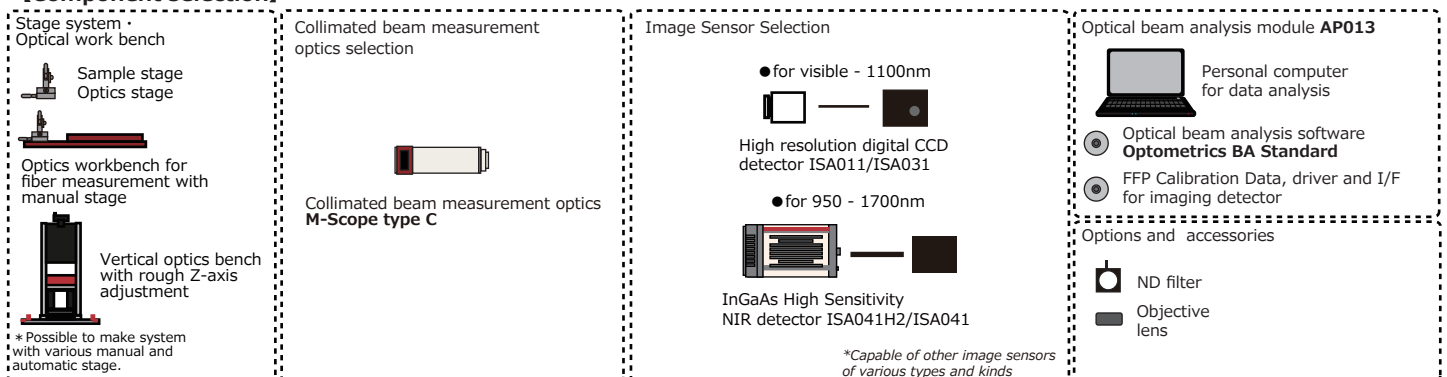 [Component Selection]
Stage system・
Optical work bench
Sample stage
Optics stage
Optics workbench for
fiber measurement with
manual stage
Vertical optics bench
with rough Z-axis
adjustment
＊Possible to make system
with various manual and
automatic stage.
Collimated beam measurement
optics selection
Collimated beam measurement optics
M-Scope type C
Image Sensor Selection
●for visible - 1100nm
High resolution digital CCD
detector ISA011/ISA031
●for 950 - 1700nm
InGaAs High Sensitivity
NIR detector ISA041H2/ISA041
*Capable of other image sensors
of various types and kinds
Optical beam analysis module AP013
Personal computer
for data analysis
Optical beam analysis software
Optometrics BA Standard
FFP Calibration Data, driver and I/F
for imaging detector
Options and accessories
ND filter
Objective
lens